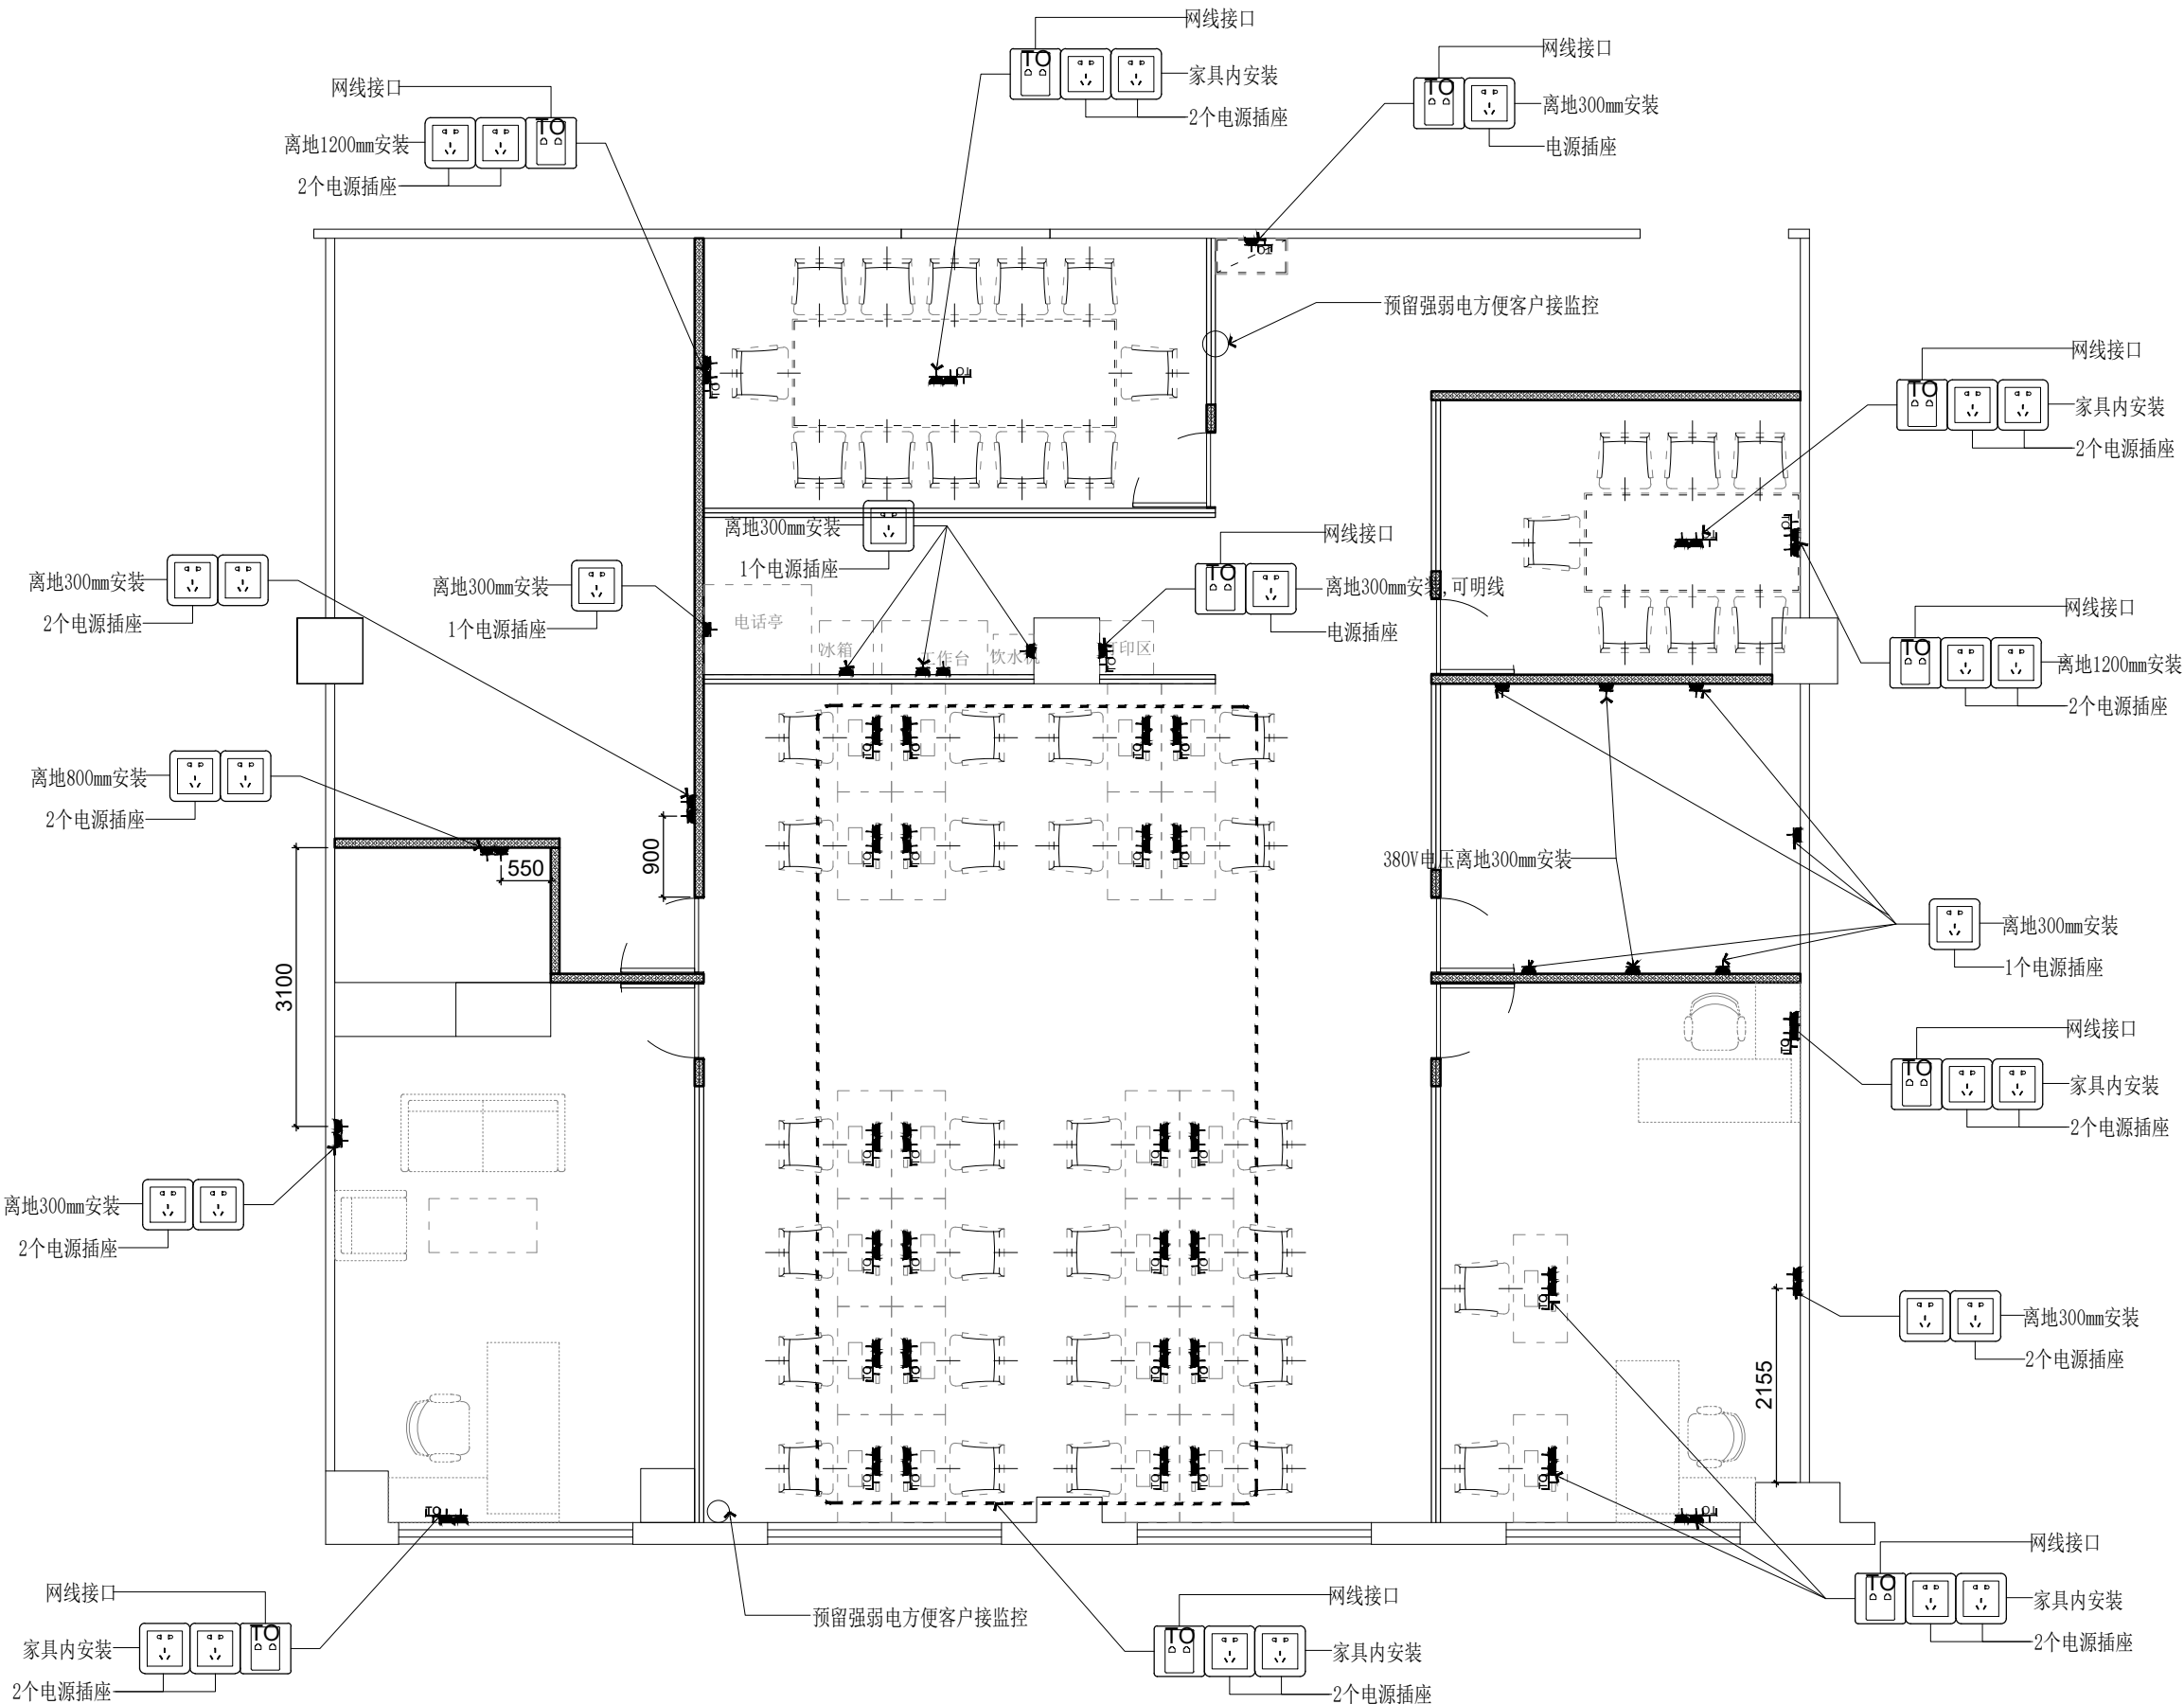 网线接口
TO
家具内安装
2个电源插座
网线接口
TO
离地300mm安装
电源插座
网线接口
TO
离地1200mm安装
2个电源插座
预留强弱电方便客户接监控
网线接口
TO
家具内安装
2个电源插座
离地300mm安装
1个电源插座
网线接口
TO
离地300mm安装,可明线
电源插座
离地300mm安装
2个电源插座
离地300mm安装
1个电源插座
电话亭
冰箱
工作台
饮水机
印区
网线接口
TO
离地1200mm安装
2个电源插座
离地800mm安装
2个电源插座
550
900
3100
380V电压离地300mm安装
离地300mm安装
1个电源插座
网线接口
TO
家具内安装
2个电源插座
离地300mm安装
2个电源插座
离地300mm安装
2个电源插座
2155
网线接口
TO
家具内安装
2个电源插座
网线接口
TO
家具内安装
2个电源插座
预留强弱电方便客户接监控
网线接口
TO
家具内安装
2个电源插座